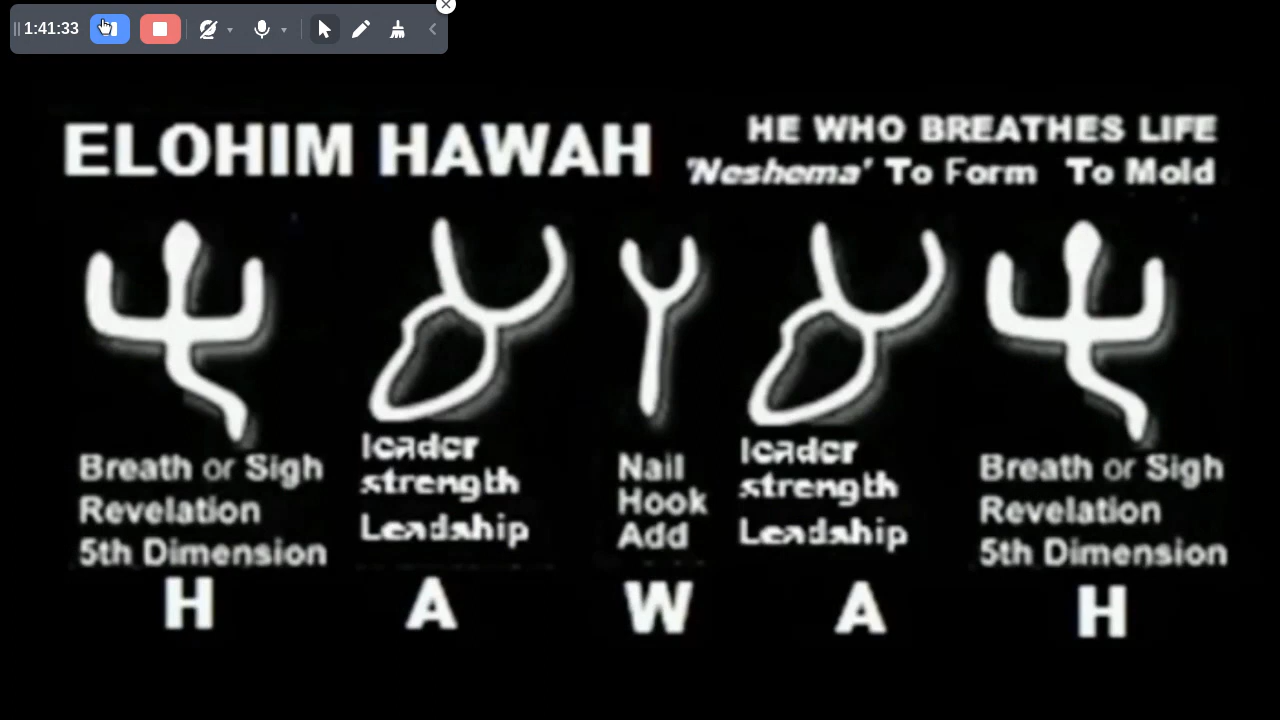 1:41:33
ELOHIM HAWAH
HE WHO BREATHES LIFE
'Neshema' To Form To Mold
Breath or Sigh
Revelation
5th Dimension
leader
strength
Leadship
Nail
Hook
Add
leader
strength
Leadship
Breath or Sigh
Revelation
5th Dimension
H A W A H